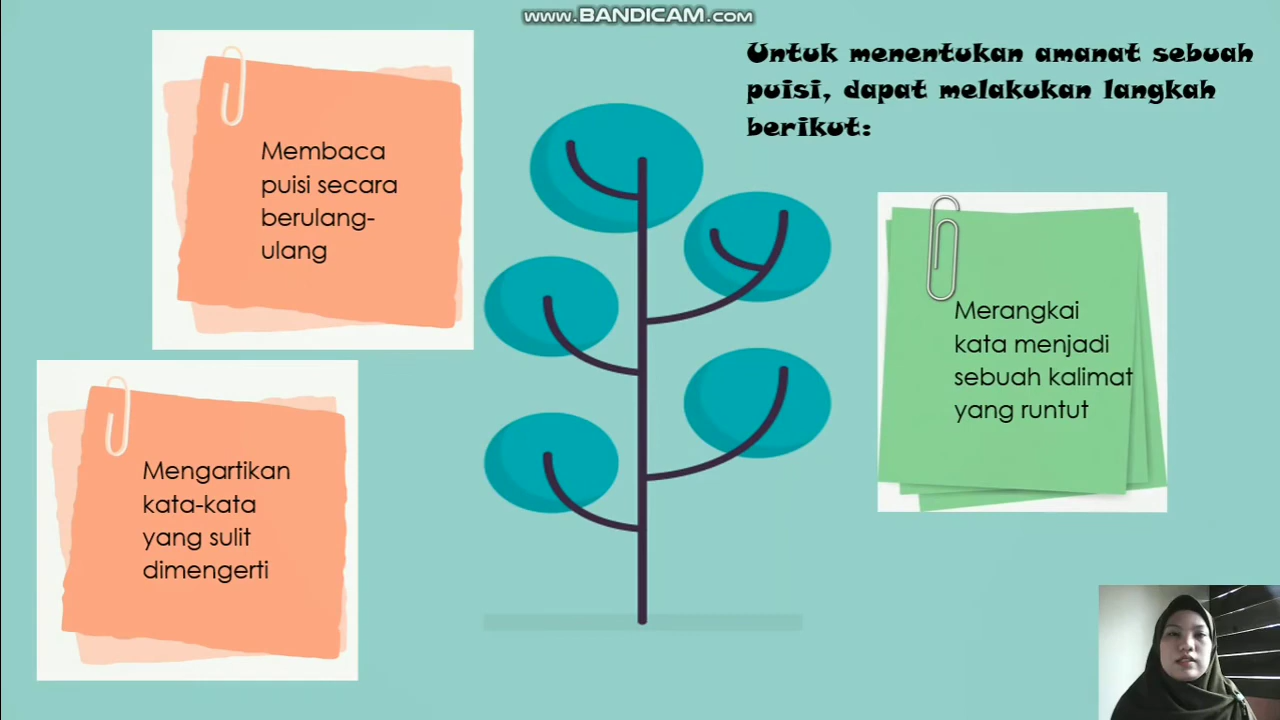 www.BANDICAM.com
Untuk menentukan amanat sebuah
puisi, dapat melakukan langkah
berikut:
Membaca
puisi secara
berulang-
ulang
Mengartikan
kata-kata
yang sulit
dimengerti
Merangkai
kata menjadi
sebuah kalimat
yang runtut